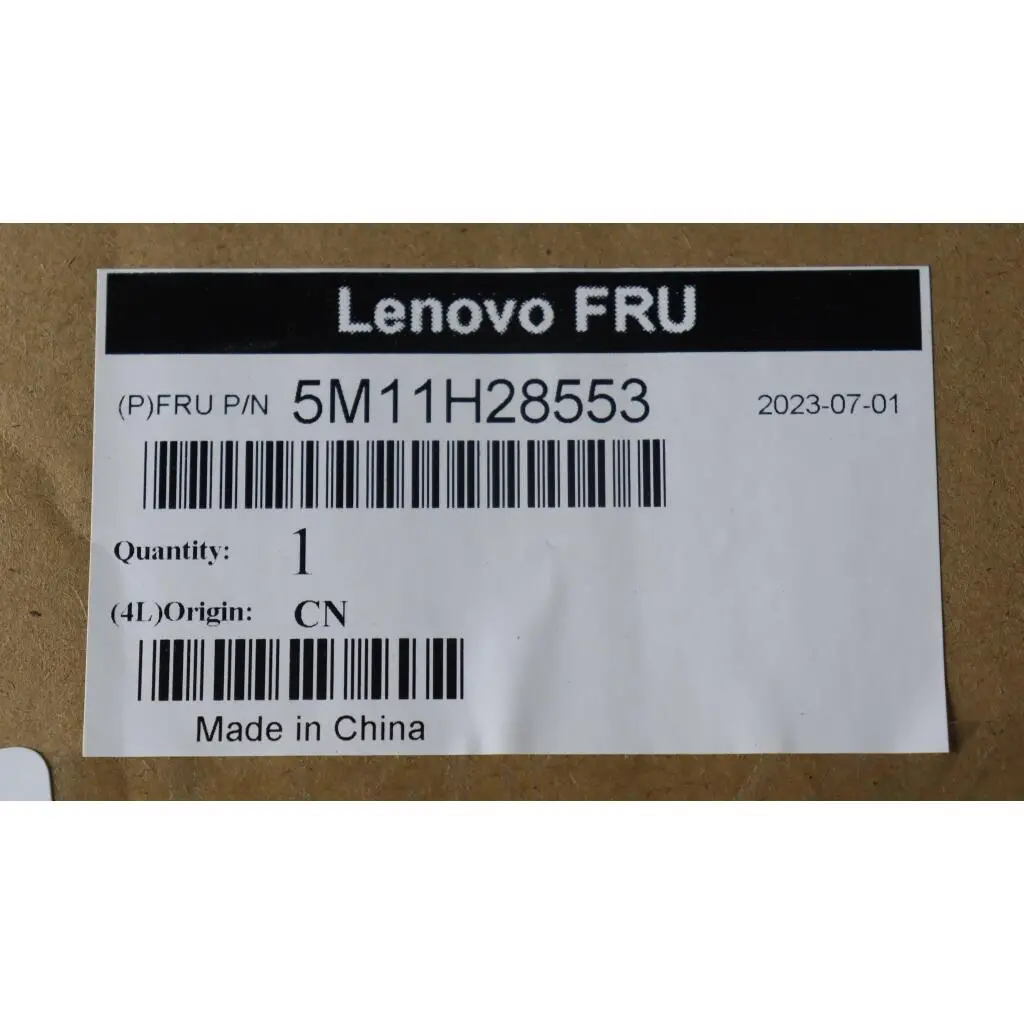 Lenovo FRU
(P)FRU P/N 5M11H28553 2023-07-01
Quantity: 1
(4L)Origin: CN
Made in China